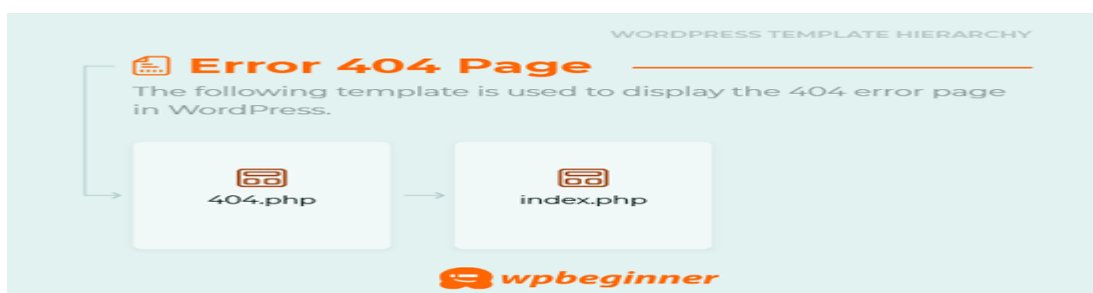 WORDPRESS TEMPLATE HIERARCHY
Error 404 Page
The following template is used to display the 404 error page
in WordPress.
404.php
index.php
wpbeginner